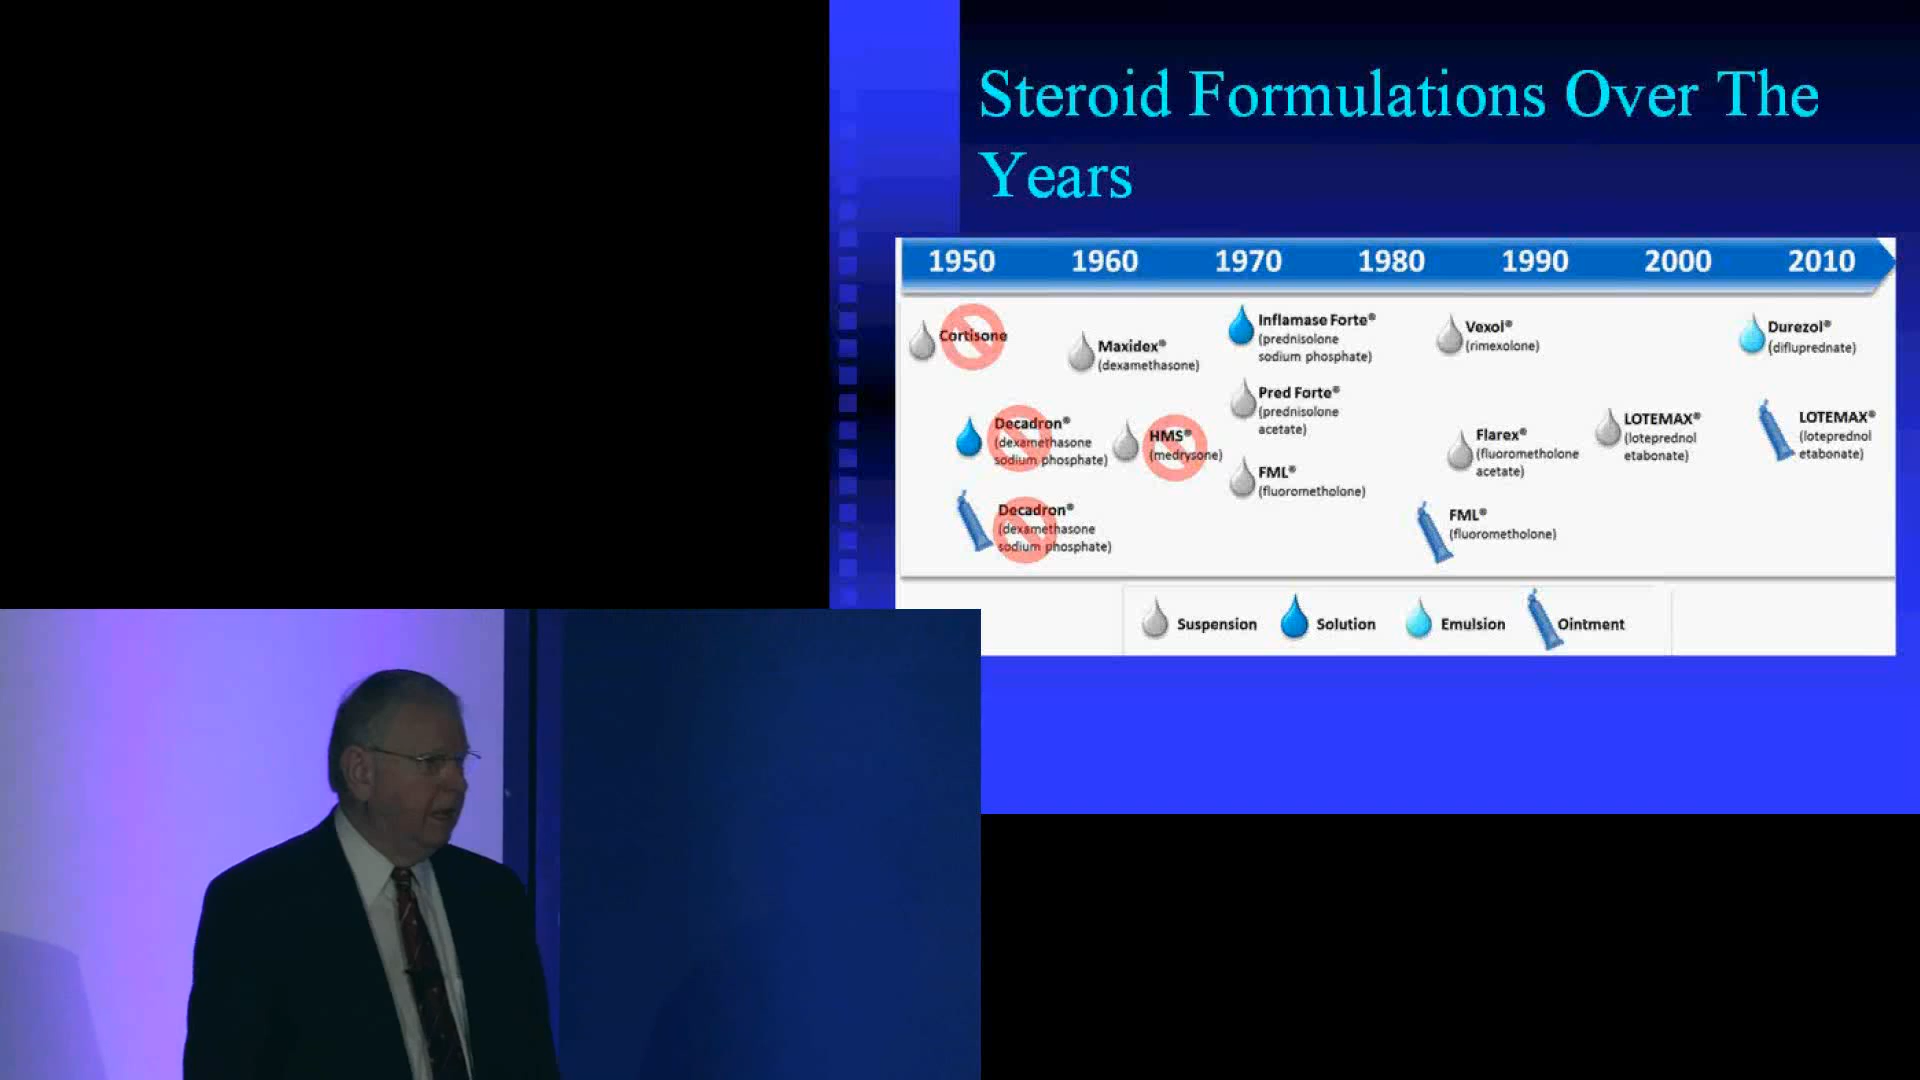 Steroid Formulations Over The
Years
1950 1960 1970 1980 1990 2000 2010
Cortisone
Decadron®
(dexamethasone
sodium phosphate)
Decadron®
(dexamethasone
sodium phosphate)
Maxidex®
(dexamethasone)
HMS®
(medrysone)
Inflamase Forte®
(prednisolone
sodium phosphate)
Pred Forte®
(prednisolone
acetate)
FML®
(fluorometholone)
Vexol®
(rimexolone)
Flarex®
(fluorometholone
acetate)
FML®
(fluorometholone)
LOTEMAX®
(loteprednol
etabonate)
Durezol®
(difluprednate)
LOTEMAX®
(loteprednol
etabonate)
Suspension Solution Emulsion Ointment